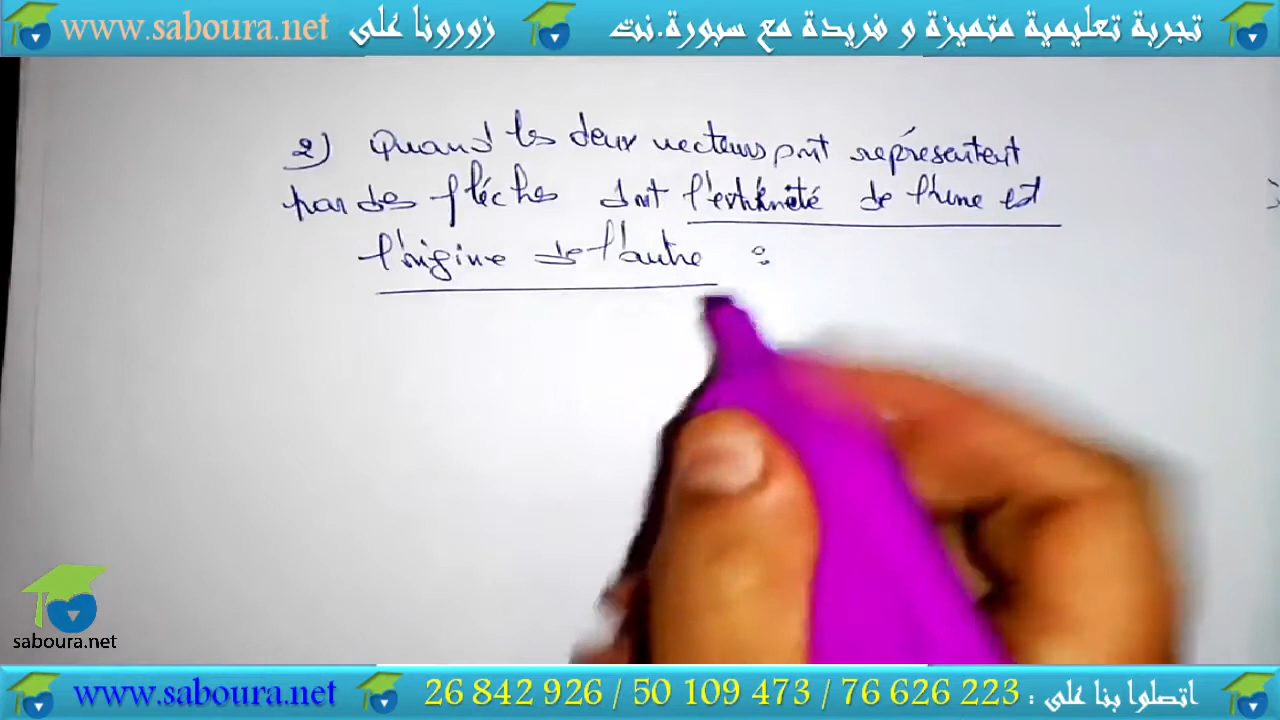 www.saboura.net زورونا على تجربة تعليمية متميزة و فريدة مع سبورة.نت
2) Quand les deux vecteurs sont représentent
par des flèches dont l'extrémité de l'une est
l'origine de l'autre :
saboura.net
www.saboura.net 26 842 926 / 50 109 473 / 76 626 223 : اتصلوا بنا على